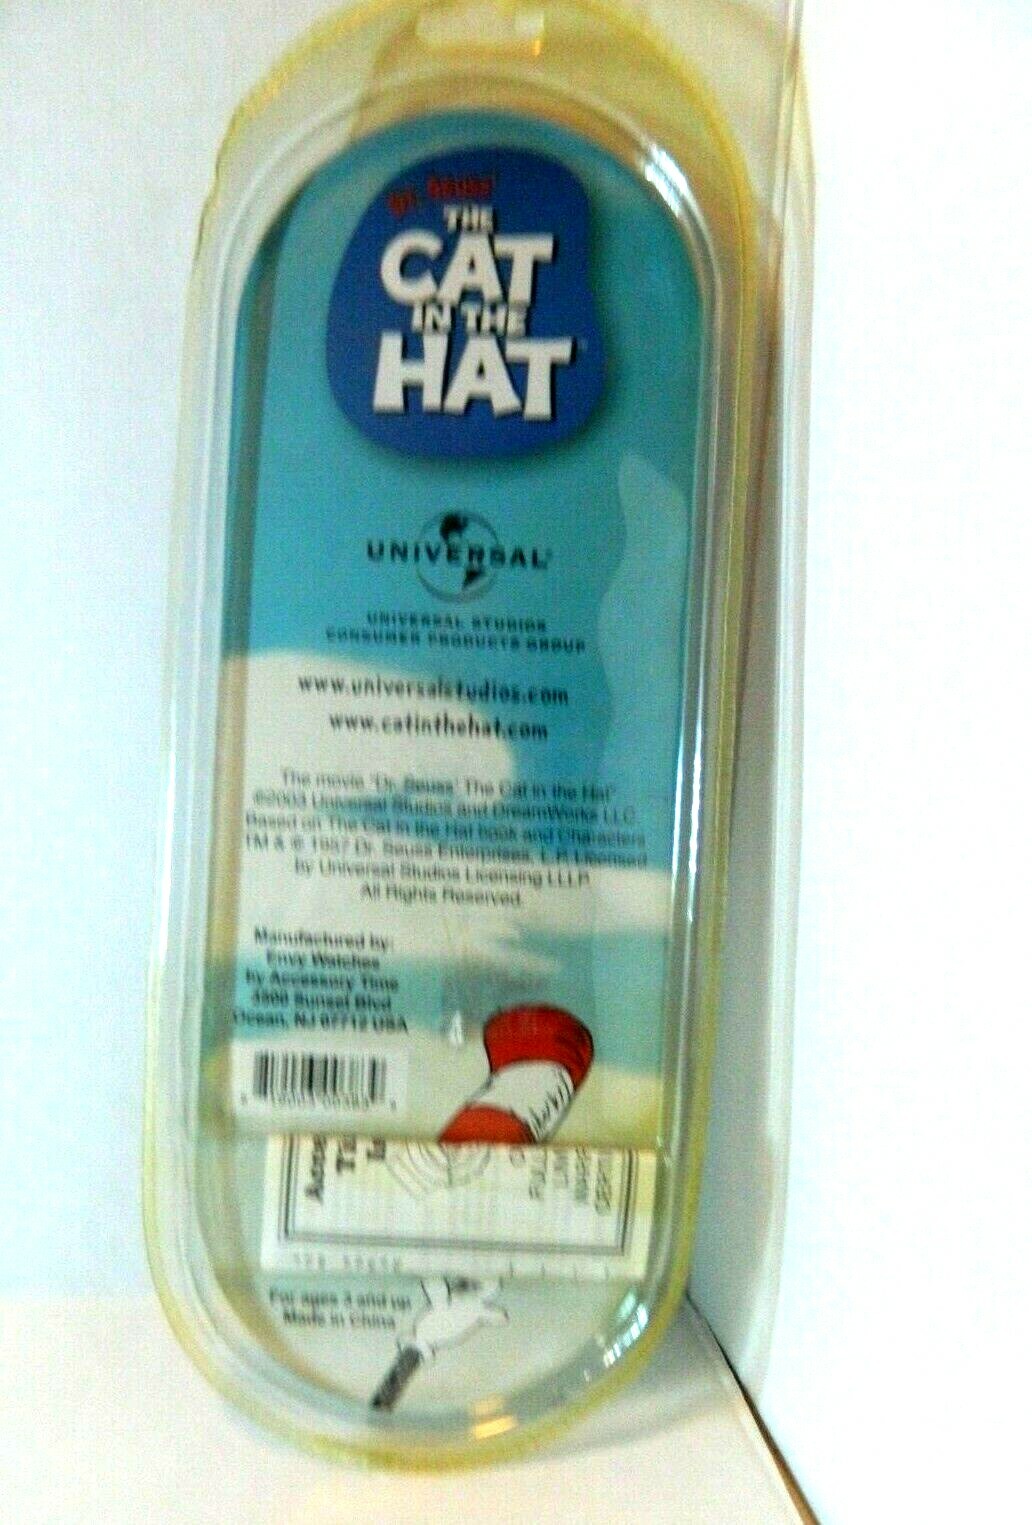 Dr. Seuss'
THE
CAT
IN THE
HAT
UNIVERSAL
UNIVERSAL STUDIOS
CONSUMER PRODUCTS GROUP
www.universalstudios.com
www.catinthehat.com
The movie "Dr. Seuss' The Cat in the Hat"
©2003 Universal Studios and DreamWorks LLC
Based on The Cat in the Hat book and Characters
TM & © 1957 Dr. Seuss Enterprises, L.P. Licensed
by Universal Studios Licensing LLLP.
All Rights Reserved.
Manufactured by:
Envy Watches
by Accessory Time
Sunset Blvd
Ocean, NJ 07712 USA
For ages 3 and up
Made in China